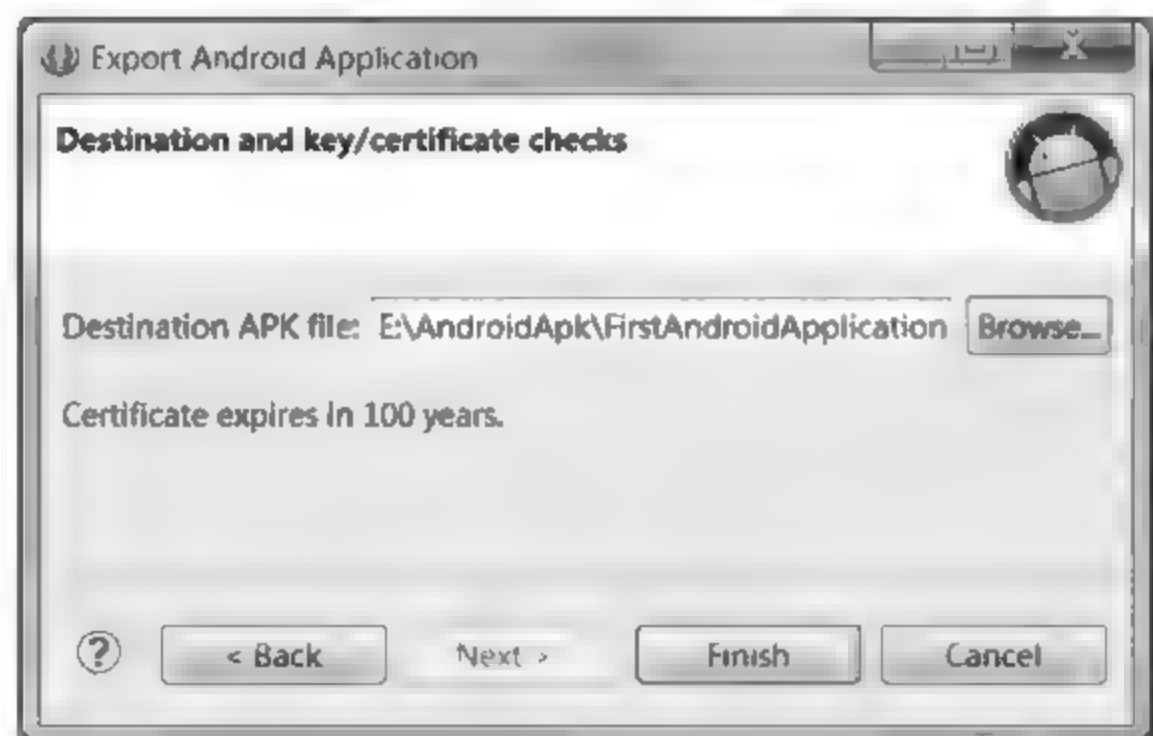 Export Android Application
Destination and key/certificate checks
Destination APK file: E:\AndroidApk\FirstAndroidApplication Browse...
Certificate expires in 100 years.
? < Back Next > Finish Cancel